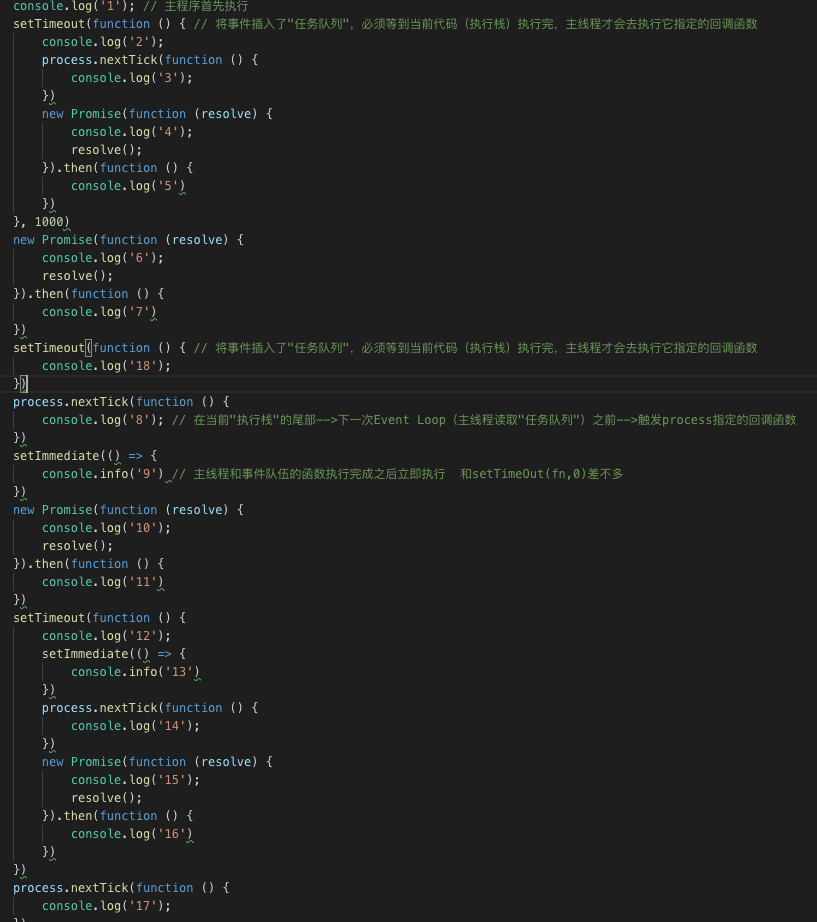 console.log('1'); // 主程序首先执行
setTimeout(function () { // 将事件插入了"任务队列"，必须等到当前代码（执行栈）执行完，主线程才会去执行它指定的回调函数
    console.log('2');
    process.nextTick(function () {
        console.log('3');
    })
    new Promise(function (resolve) {
        console.log('4');
        resolve();
    }).then(function () {
        console.log('5')
    })
}, 1000)
new Promise(function (resolve) {
    console.log('6');
    resolve();
}).then(function () {
    console.log('7')
})
setTimeout(function () { // 将事件插入了"任务队列"，必须等到当前代码（执行栈）执行完，主线程才会去执行它指定的回调函数
    console.log('18');
})
process.nextTick(function () {
    console.log('8'); // 在当前"执行栈"的尾部-->下一次Event Loop（主线程读取"任务队列"）之前-->触发process指定的回调函数
})
setImmediate(() => {
    console.info('9') // 主线程和事件队伍的函数执行完成之后立即执行  和setTimeOut(fn,0)差不多
})
new Promise(function (resolve) {
    console.log('10');
    resolve();
}).then(function () {
    console.log('11')
})
setTimeout(function () {
    console.log('12');
    setImmediate(() => {
        console.info('13')
    })
    process.nextTick(function () {
        console.log('14');
    })
    new Promise(function (resolve) {
        console.log('15');
        resolve();
    }).then(function () {
        console.log('16')
    })
})
process.nextTick(function () {
    console.log('17');
})